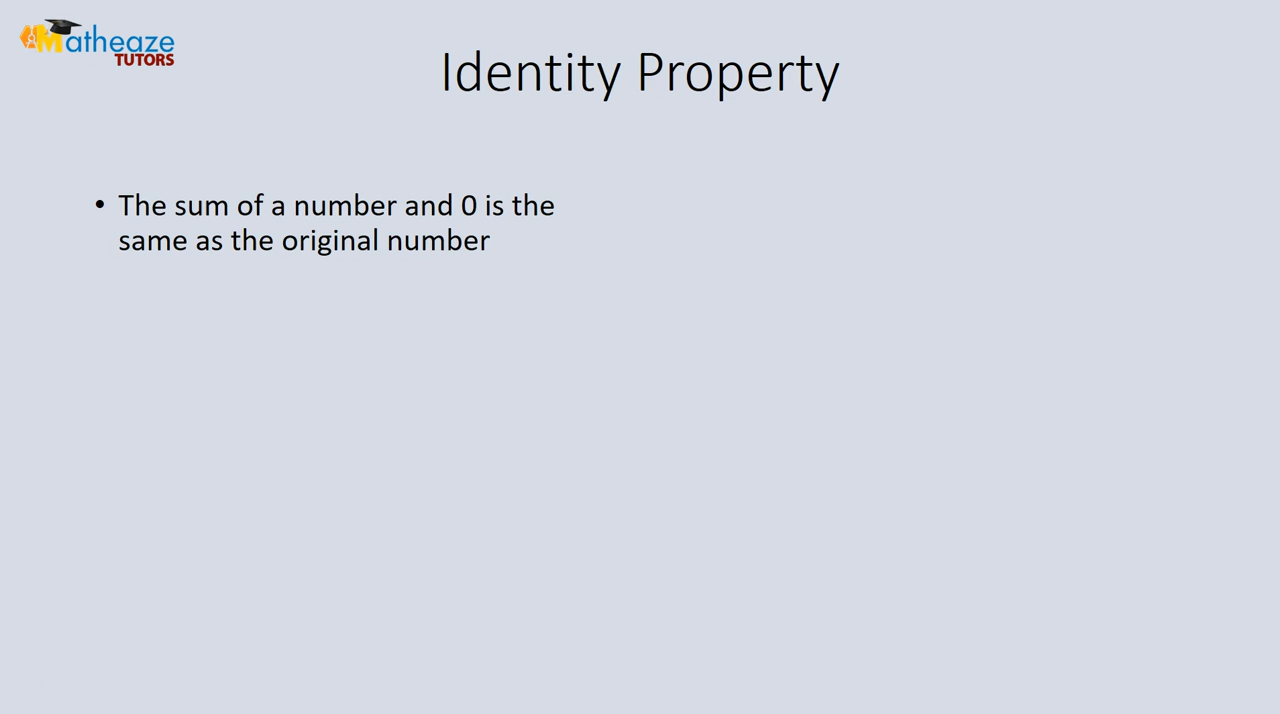 Matheaze
TUTORS
Identity Property
• The sum of a number and 0 is the
same as the original number